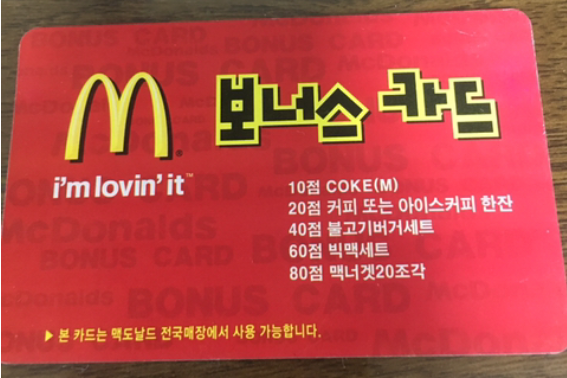 보너스 카드
i'm lovin' it™
10점 COKE(M)
20점 커피 또는 아이스커피 한잔
40점 불고기버거세트
60점 빅맥세트
80점 맥너겟20조각
▶ 본 카드는 맥도날드 전국매장에서 사용 가능합니다.